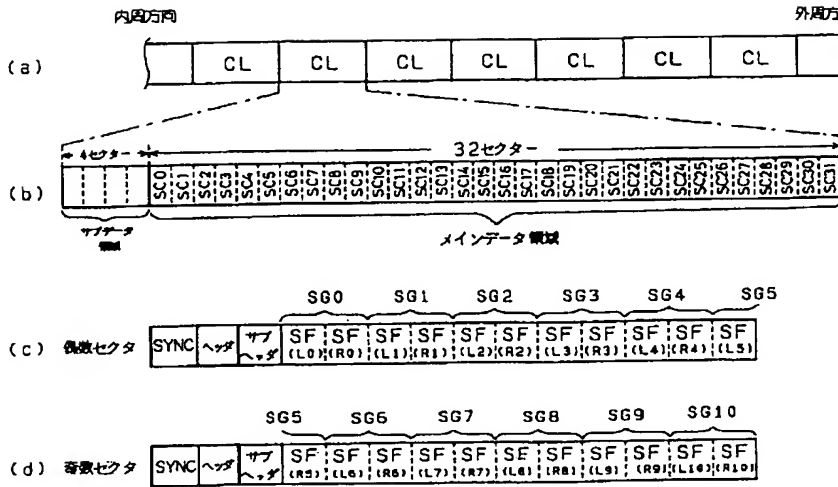 内周方向
外周方
(a) CL CL CL CL CL CL CL
4セクター
32セクター
(b) SC0 SC1 SC2 SC3 SC4 SC5 SC6 SC7 SC8 SC9 SC10 SC11 SC12 SC13 SC14 SC15 SC16 SC17 SC18 SC19 SC20 SC21 SC22 SC23 SC24 SC25 SC26 SC27 SC28 SC29 SC30 SC31
サブデータ
領域
メインデータ領域
SG0 SG1 SG2 SG3 SG4 SG5
(c) 偶数セクタ SYNC ヘッダ サブ SF SF SF SF SF SF SF SF SF SF SF
ヘッダ (L0) (R0) (L1) (R1) (L2) (R2) (L3) (R3) (L4) (R4) (L5)
SG5 SG6 SG7 SG8 SG9 SG10
(d) 奇数セクタ SYNC ヘッダ サブ SF SF SF SF SF SF SF SF SF SF SF
ヘッダ (R5) (L6) (R6) (L7) (R7) (L8) (R8) (L9) (R9) (L10) (R10)